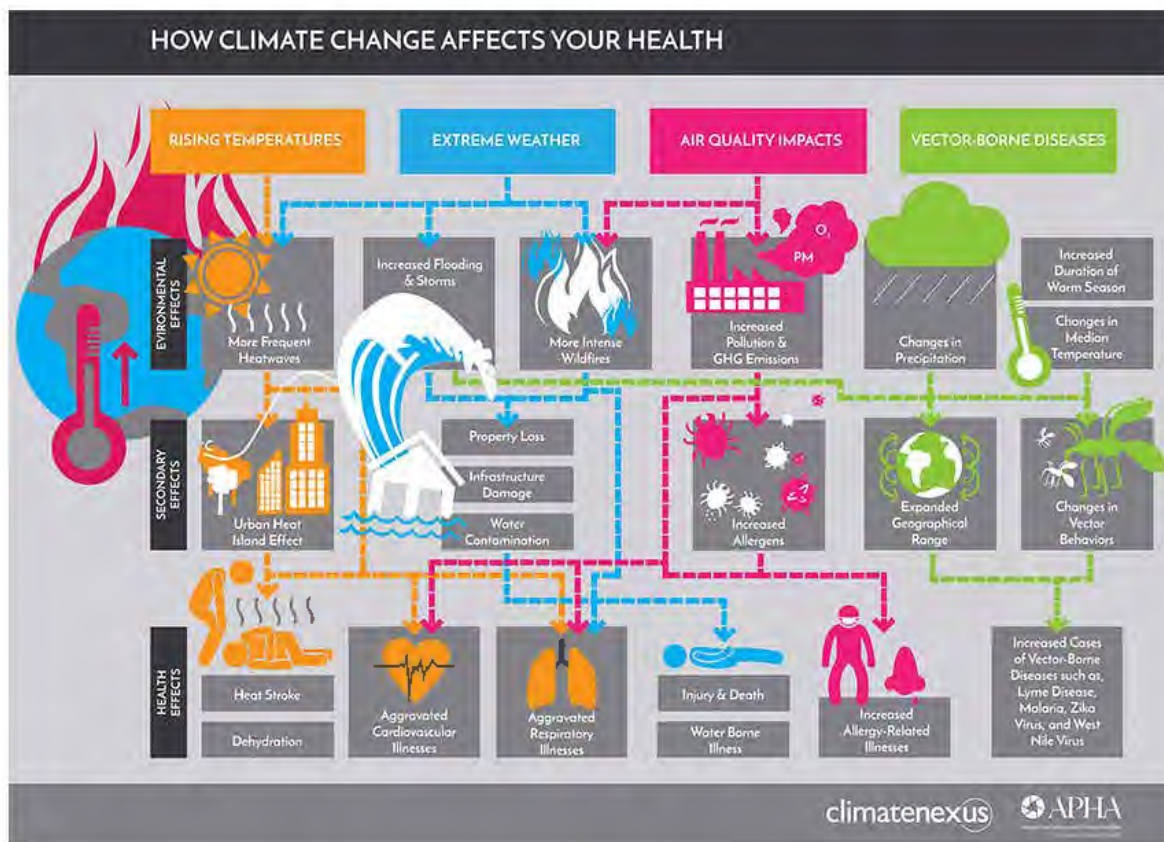 HOW CLIMATE CHANGE AFFECTS YOUR HEALTH
RISING TEMPERATURES
EXTREME WEATHER
AIR QUALITY IMPACTS
VECTOR-BORNE DISEASES
EVIRONMENTAL
EFFECTS
More Frequent
Heatwaves
Increased Flooding
& Storms
More Intense
Wildfires
O₃
PM
Increased
Pollution &
GHG Emissions
Changes in
Precipitation
Increased
Duration of
Warm Season
Changes in
Median
Temperature
SECONDARY
EFFECTS
°C
Urban Heat
Island Effect
Property Loss
Infrastructure
Damage
Water
Contamination
Increased
Allergens
Expanded
Geographical
Range
Changes in
Vector
Behaviors
HEALTH
EFFECTS
Heat Stroke
Dehydration
Aggravated
Cardiovascular
Illnesses
Aggravated
Respiratory
Illnesses
Injury & Death
Water Borne
Illness
Increased
Allergy-Related
Illnesses
Increased Cases
of Vector-Borne
Diseases such as,
Lyme Disease,
Malaria, Zika
Virus, and West
Nile Virus
climatenexus
APHA